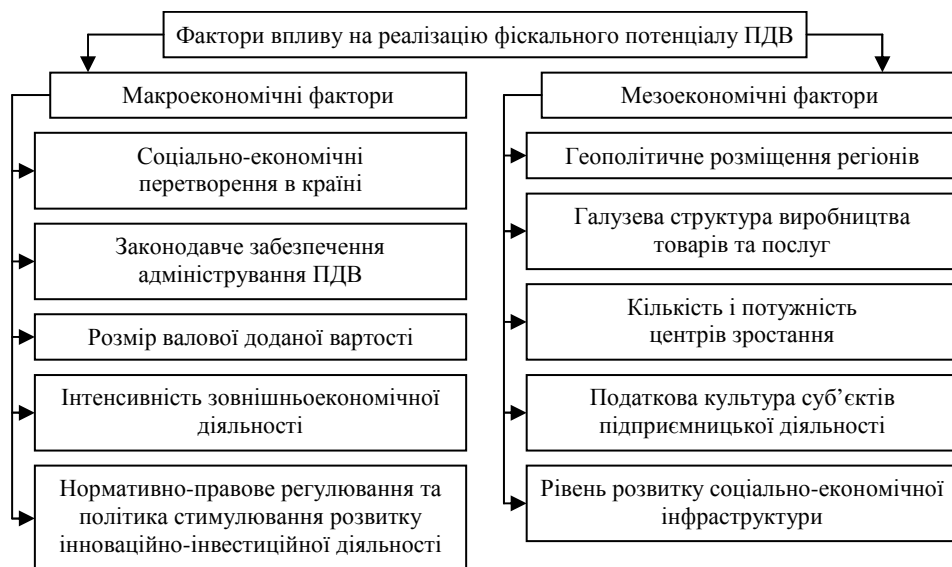 Фактори впливу на реалізацію фіскального потенціалу ПДВ
Макроекономічні фактори
Соціально-економічні
перетворення в країні
Законодавче забезпечення
адміністрування ПДВ
Розмір валової доданої вартості
Інтенсивність зовнішньоекономічної
діяльності
Нормативно-правове регулювання та
політика стимулювання розвитку
інноваційно-інвестиційної діяльності
Мезоекономічні фактори
Геополітичне розміщення регіонів
Галузева структура виробництва
товарів та послуг
Кількість і потужність
центрів зростання
Податкова культура суб’єктів
підприємницької діяльності
Рівень розвитку соціально-економічної
інфраструктури